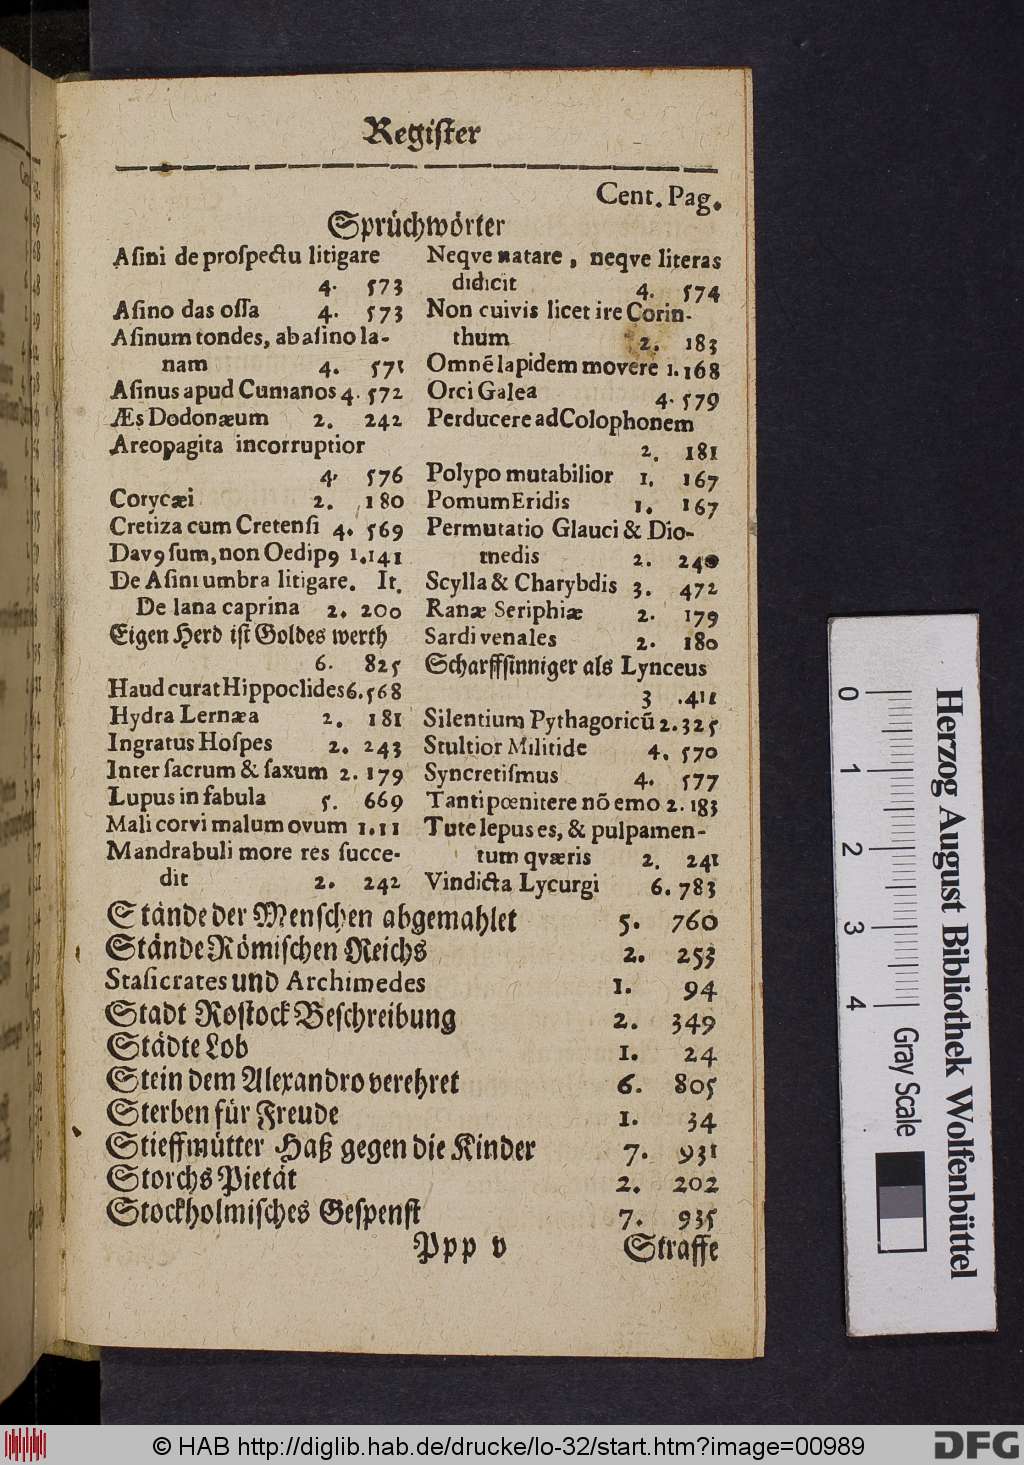 Regiſter
Cent. Pag.
Sprüchwörter
Aſini de proſpectu litigare
4. 573
Aſino das oſſa 4. 573
Aſinum tondes, ab aſino la-
nam 4. 571
Aſinus apud Cumanos 4. 572
Æs Dodonæum 2. 242
Areopagita incorruptior
4. 576
Corycæi 2. 180
Cretiza cum Cretenſi 4. 569
Davꝯ ſum, non Oedipꝯ 1. 141
De Aſini umbra litigare. It.
De lana caprina 2. 200
Eigen Herd iſt Goldes werth
6. 825
Haud curat Hippoclides 6. 568
Hydra Lernæa 2. 181
Ingratus Hoſpes 2. 243
Inter ſacrum & ſaxum 2. 179
Lupus in fabula 5. 669
Mali corvi malum ovum 1. 11
Mandrabuli more res ſucce-
dit 2. 242
Neqve natare, neqve literas
didicit 4. 574
Non cuivis licet ire Corin-
thum 2. 183
Omnē lapidem movere 1. 168
Orci Galea 4. 579
Perducere ad Colophonem
2. 181
Polypo mutabilior 1. 167
Pomum Eridis 1. 167
Permutatio Glauci & Dio-
medis 2. 240
Scylla & Charybdis 3. 472
Ranæ Seriphiæ 2. 179
Sardi venales 2. 180
Scharffſinniger als Lynceus
3 .411
Silentium Pythagoricū 2. 325
Stultior Militide 4. 570
Syncretiſmus 4. 577
Tanti pœnitere nō emo 2. 183
Tute lepus es, & pulpamen-
tum qværis 2. 241
Vindicta Lycurgi 6. 783
Stände der Menſchen abgemahlet 5. 760
Stände Römiſchen Reichs 2. 253
Staſicrates und Archimedes 1. 94
Stadt Roſtock Beſchreibung 2. 349
Städte Lob 1. 24
Stein dem Alexandro verehret 6. 805
Sterben für Freude 1. 34
Stieffmütter Haß gegen die Kinder 7. 931
Storchs Pietät 2. 202
Stockholmiſches Geſpenſt 7. 935
Ppp v Straffe
0 1 2 3 4
Gray Scale
Herzog August Bibliothek Wolfenbüttel
© HAB http://diglib.hab.de/drucke/lo-32/start.htm?image=00989
DFG